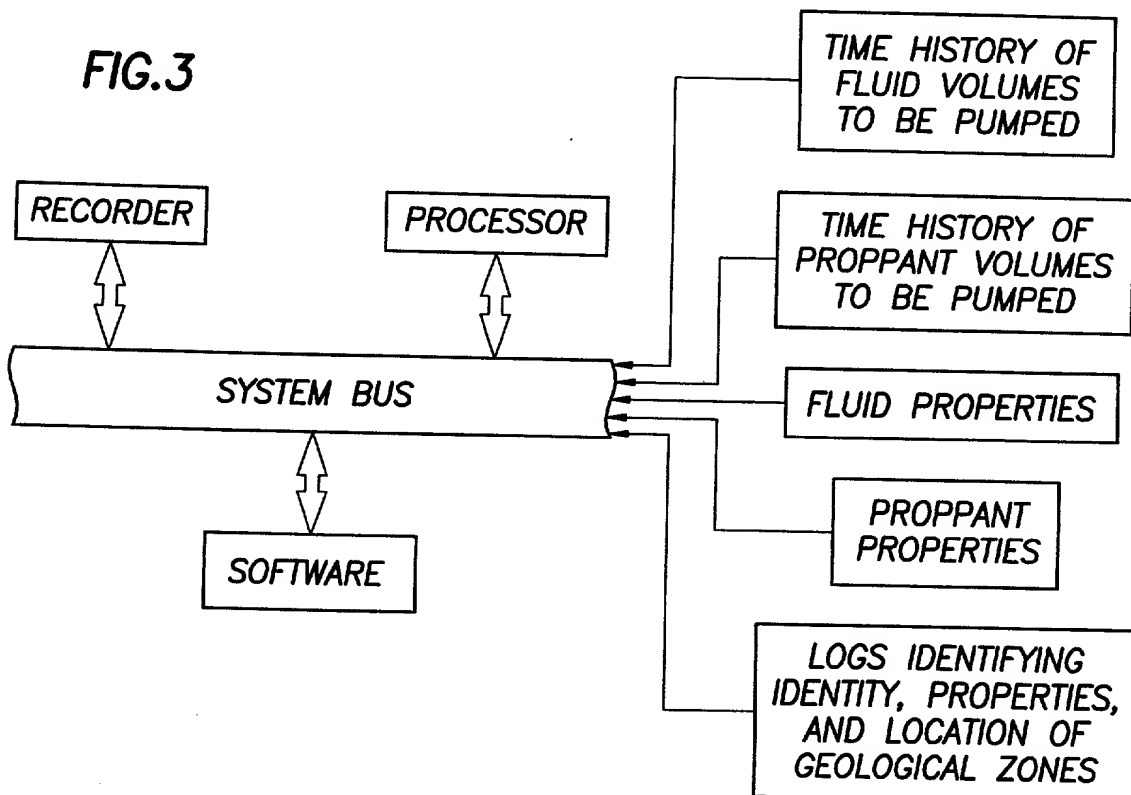 FIG.3
RECORDER
PROCESSOR
SYSTEM BUS
SOFTWARE
TIME HISTORY OF
FLUID VOLUMES
TO BE PUMPED
TIME HISTORY OF
PROPPANT VOLUMES
TO BE PUMPED
FLUID PROPERTIES
PROPPANT
PROPERTIES
LOGS IDENTIFYING
IDENTITY, PROPERTIES,
AND LOCATION OF
GEOLOGICAL ZONES